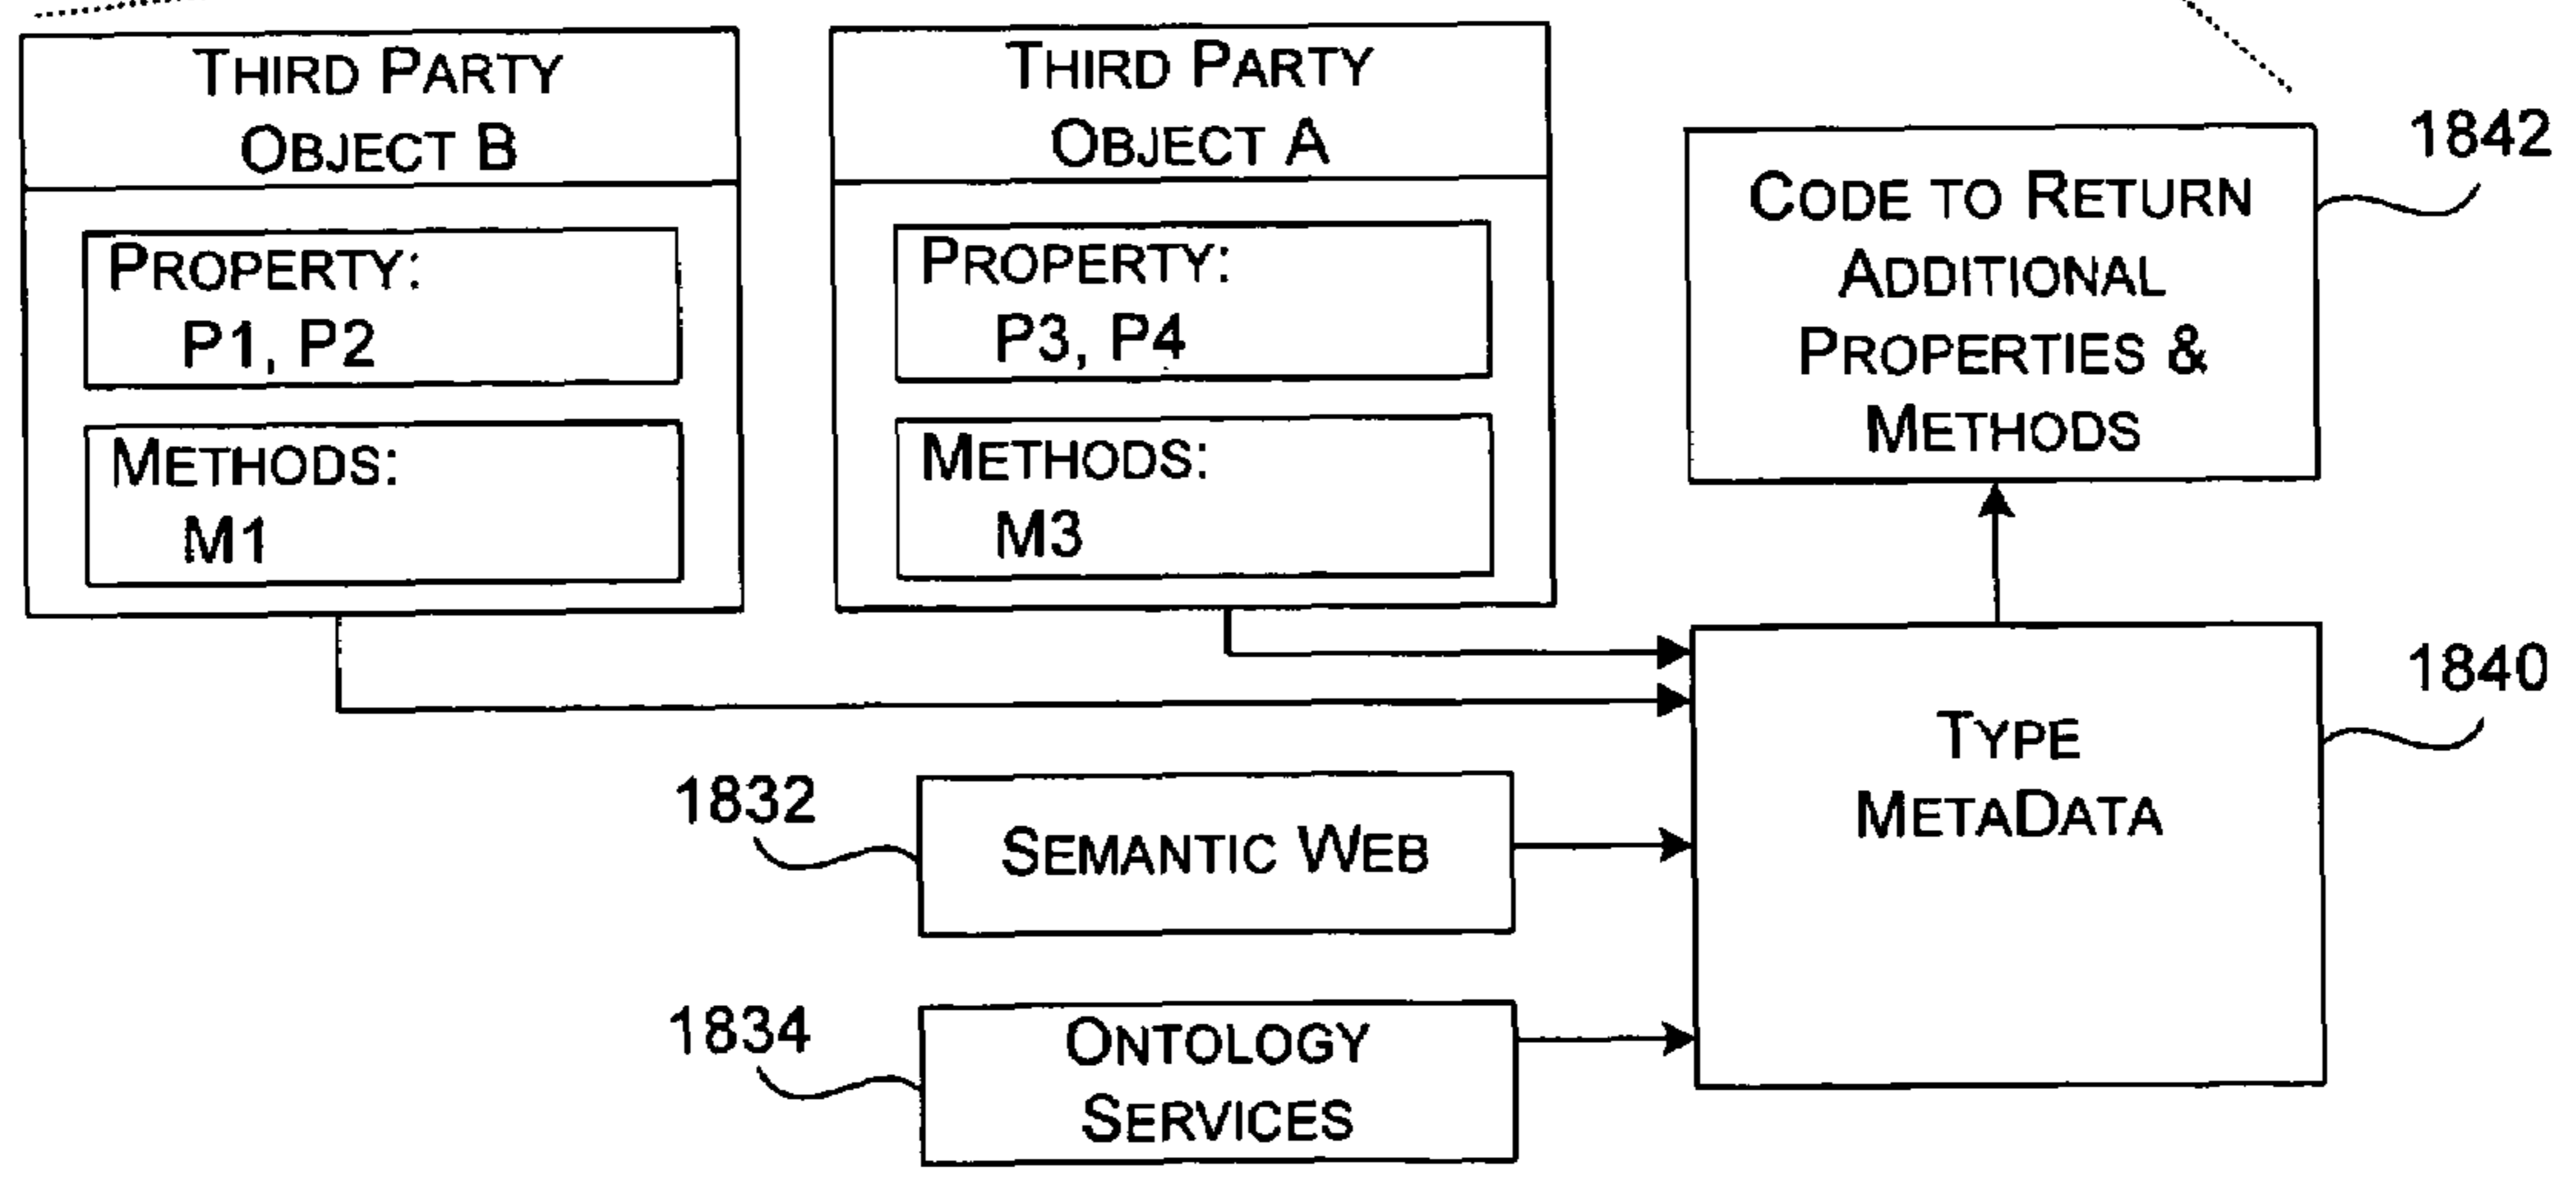 THIRD PARTY
OBJECT B
PROPERTY:
P1, P2
METHODS:
M1
THIRD PARTY
OBJECT A
PROPERTY:
P3, P4
METHODS:
M3
CODE TO RETURN
ADDITIONAL
PROPERTIES &
METHODS
1842
TYPE
METADATA
1840
1832
SEMANTIC WEB
1834
ONTOLOGY
SERVICES